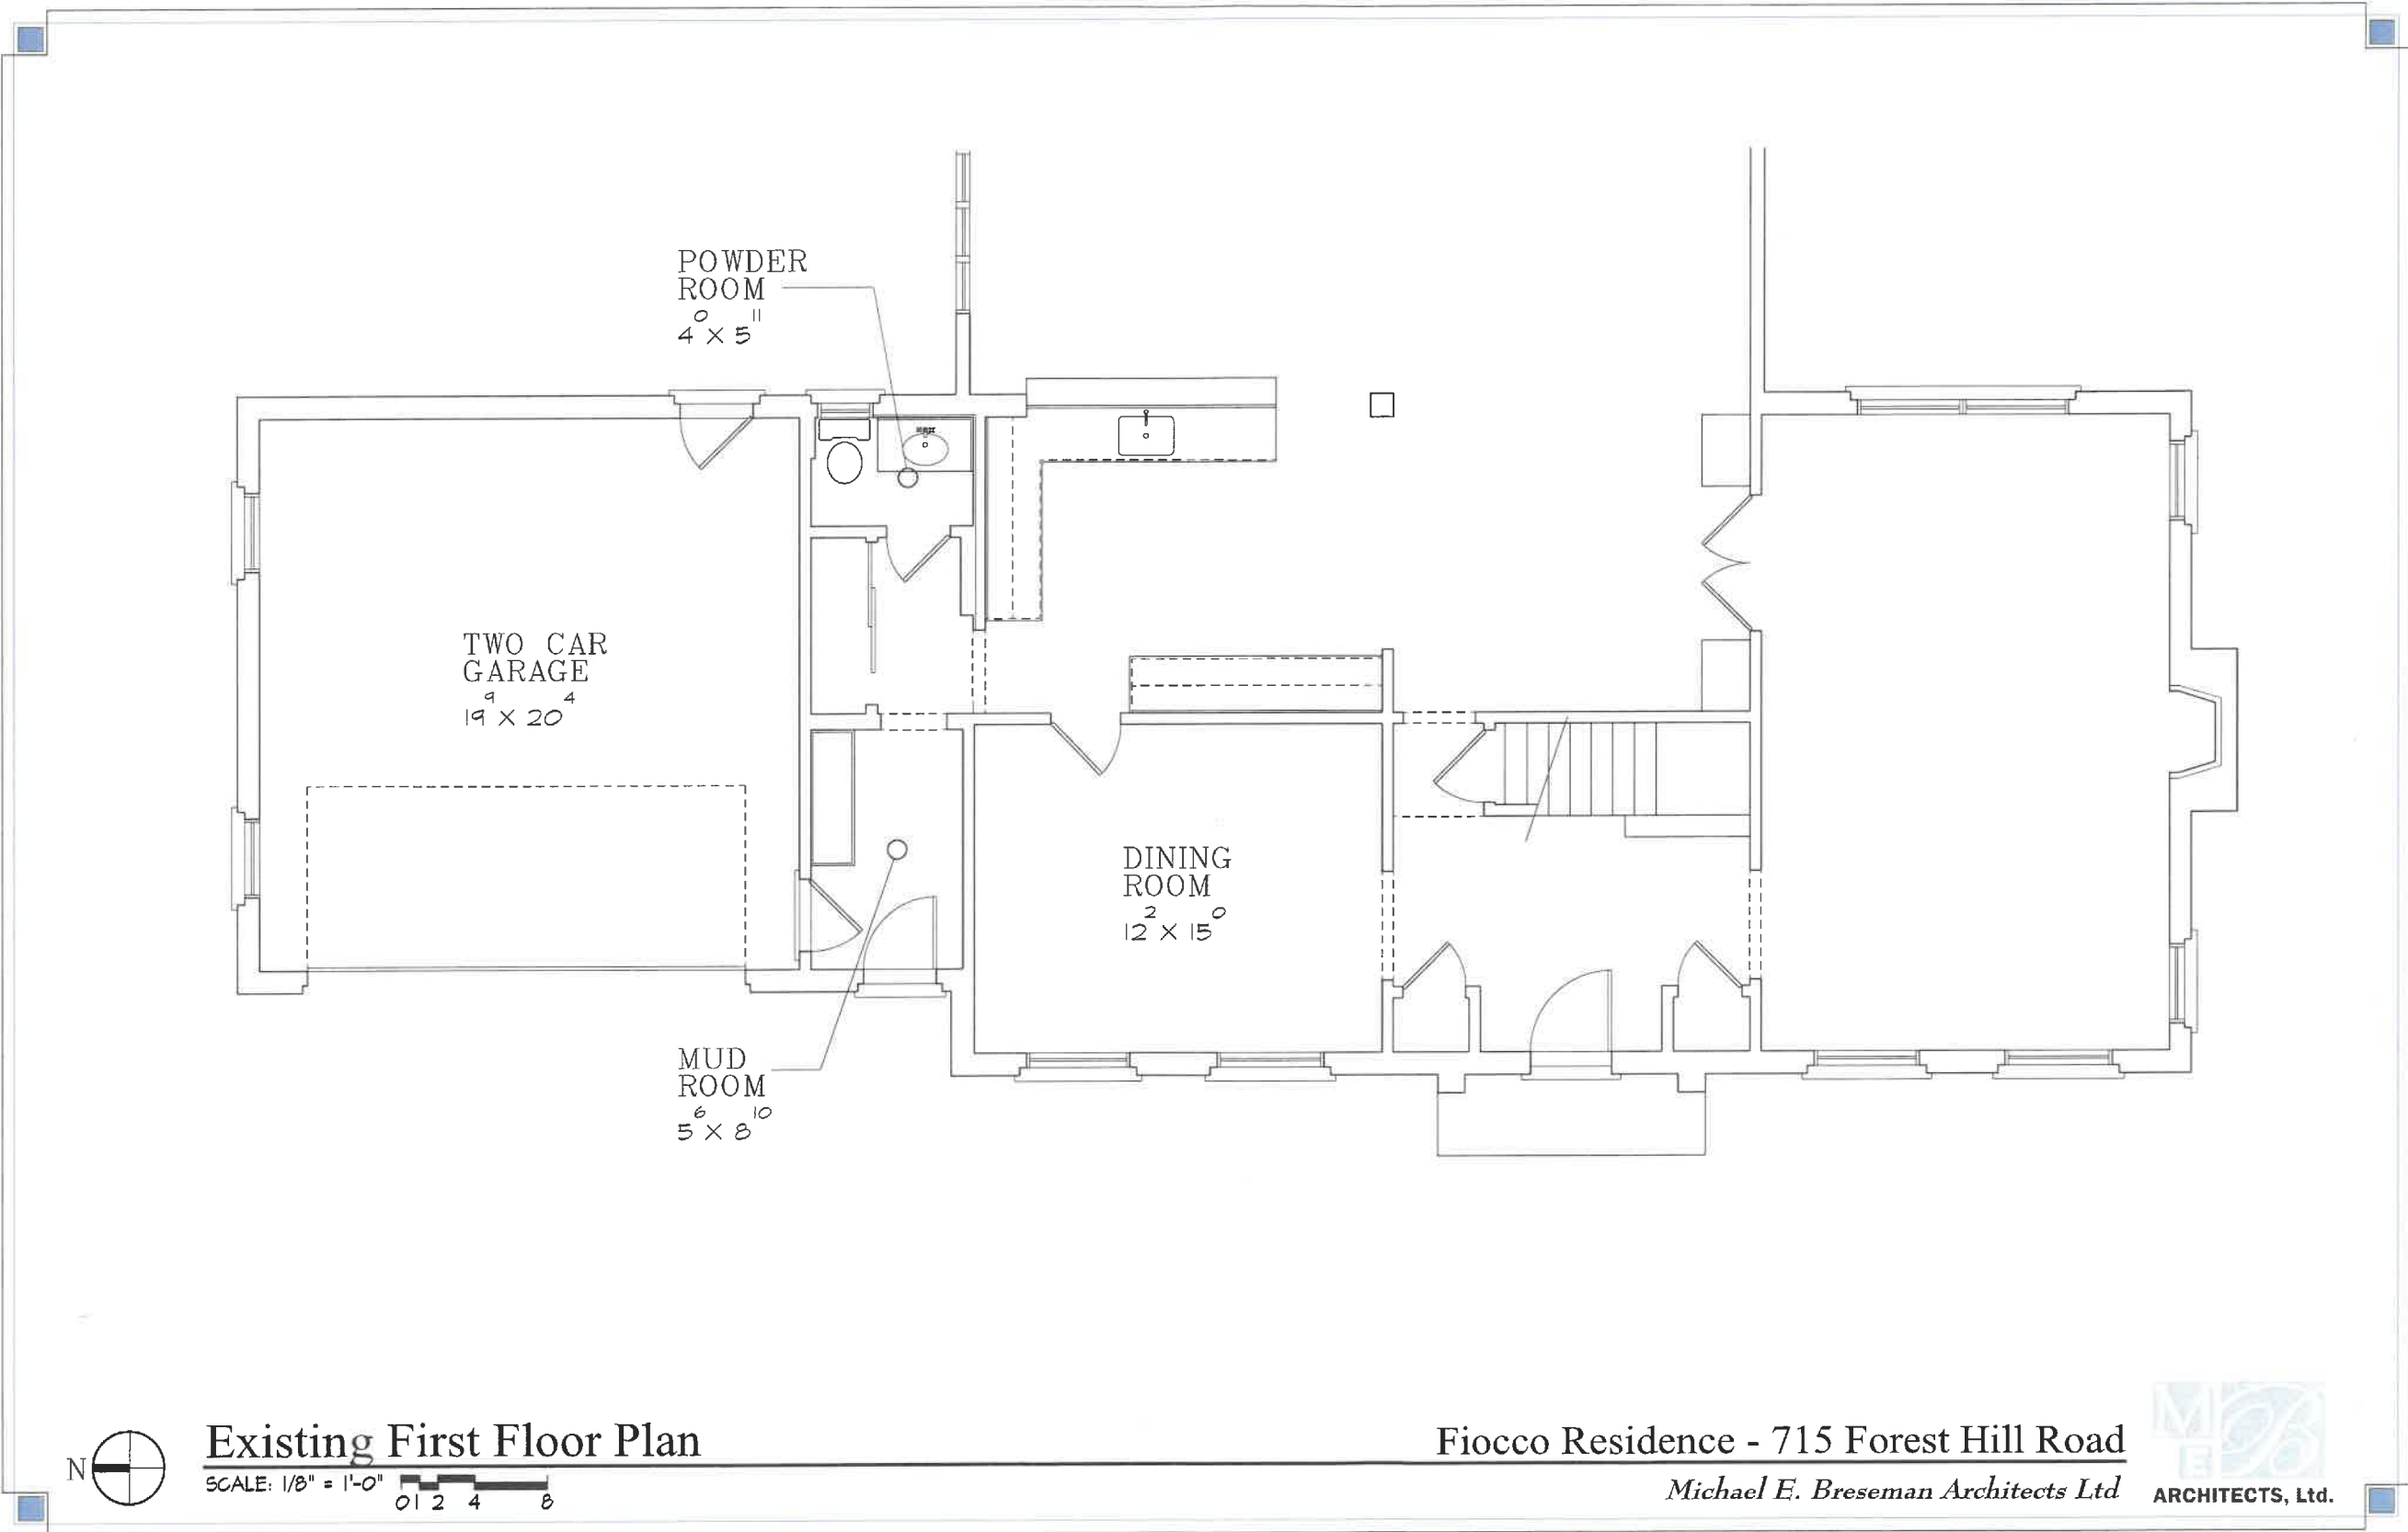 POWDER
ROOM
4⁰ X 5¹¹
TWO CAR
GARAGE
19⁹ X 20⁴
DINING
ROOM
12² X 15⁰
MUD
ROOM
5⁶ X 8¹⁰
N
Existing First Floor Plan
SCALE: 1/8" = 1'-0"
0 1 2 4 8
Fiocco Residence - 715 Forest Hill Road
Michael E. Breseman Architects Ltd
M B
E
ARCHITECTS, Ltd.